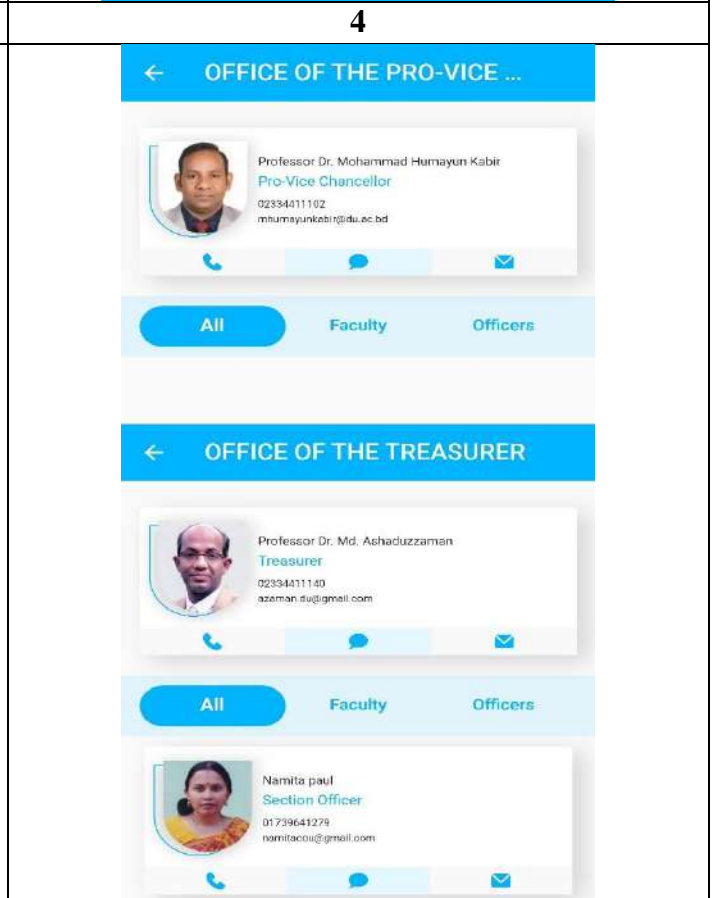 4
OFFICE OF THE PRO-VICE ...
Professor Dr. Mohammad Humayun Kabir
Pro-Vice Chancellor
02334411102
mhumayunkabir@du.ac.bd
All Faculty Officers
OFFICE OF THE TREASURER
Professor Dr. Md. Ashaduzzaman
Treasurer
02334411140
azaman.du@gmail.com
All Faculty Officers
Namita paul
Section Officer
01739641279
namitacou@gmail.com